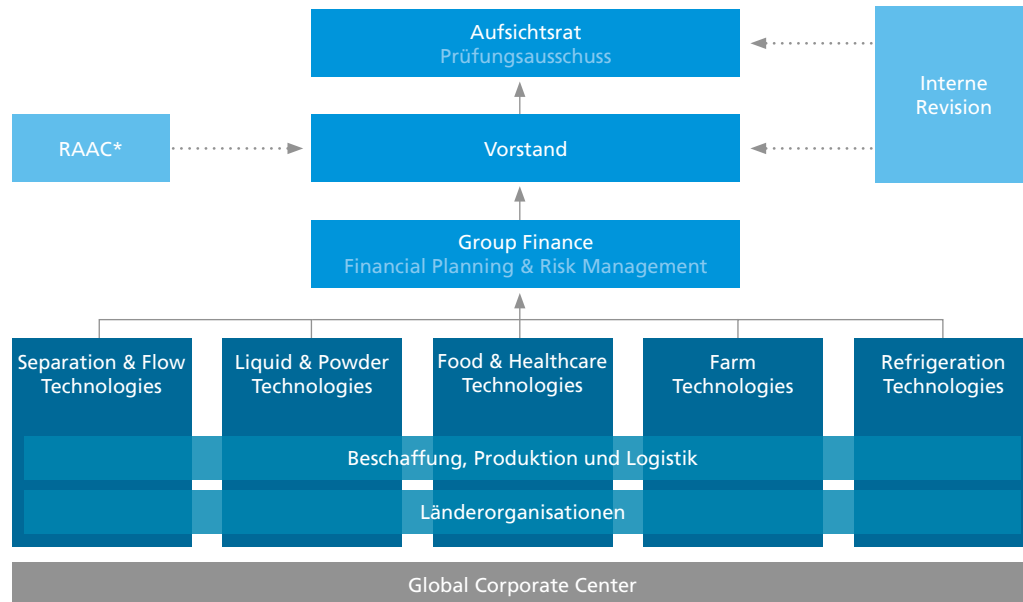 Aufsichtsrat
Prüfungsausschuss
Interne
Revision
RAAC*
Vorstand
Group Finance
Financial Planning & Risk Management
Separation & Flow
Technologies
Liquid & Powder
Technologies
Food & Healthcare
Technologies
Farm
Technologies
Refrigeration
Technologies
Beschaffung, Produktion und Logistik
Länderorganisationen
Global Corporate Center